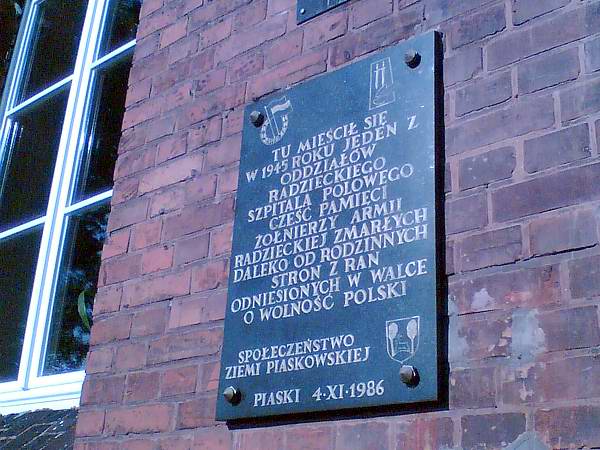 TU MIEŚCIŁ SIĘ
W 1945 ROKU JEDEN Z
ODDZIAŁÓW
RADZIECKIEGO
SZPITALA POLOWEGO
CZEŚĆ PAMIĘCI
ŻOŁNIERZY ARMII
RADZIECKIEJ ZMARŁYCH
DALEKO OD RODZINNYCH
STRON Z RAN
ODNIESIONYCH W WALCE
O WOLNOŚĆ POLSKI
SPOŁECZEŃSTWO
ZIEMI PIASKOWSKIEJ
PIASKI 4·XI·1986